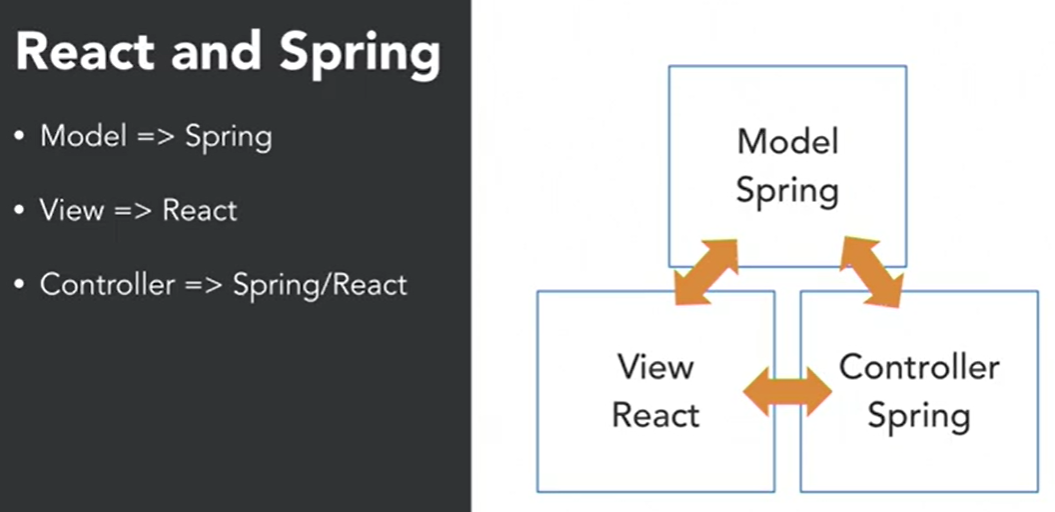 React and Spring
• Model => Spring
• View => React
• Controller => Spring/React
Model
Spring
View
React
Controller
Spring